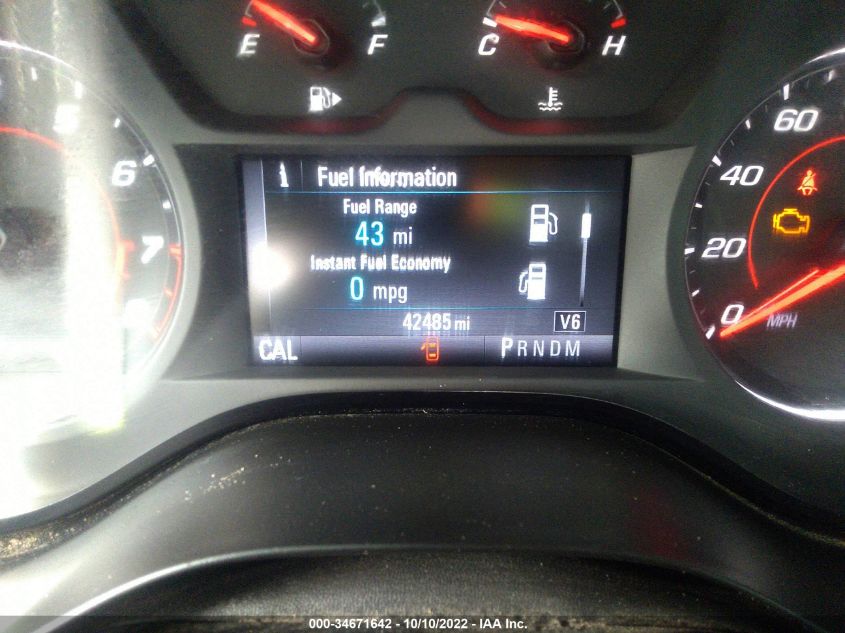 E F C H
5
6
7
i Fuel Information
Fuel Range
43 mi
Instant Fuel Economy
0 mpg
42485 mi V6
CAL PRNDM
60
40
20
0
MPH
000-34671642 - 10/10/2022 - IAA Inc.